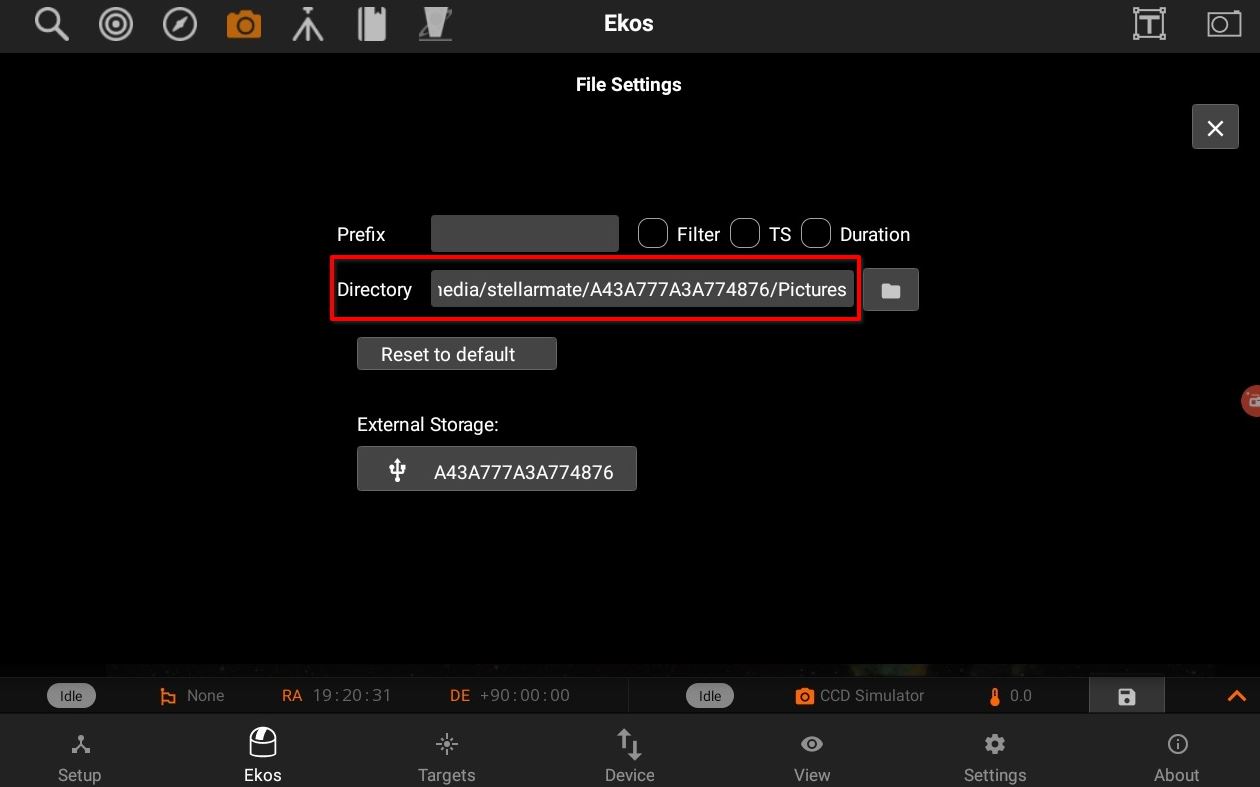 Ekos
File Settings
Prefix Filter TS Duration
Directory nedia/stellarmate/A43A777A3A774876/Pictures
Reset to default
External Storage:
A43A777A3A774876
Idle None RA 19:20:31 DE +90:00:00 Idle CCD Simulator 0.0
Setup Ekos Targets Device View Settings About